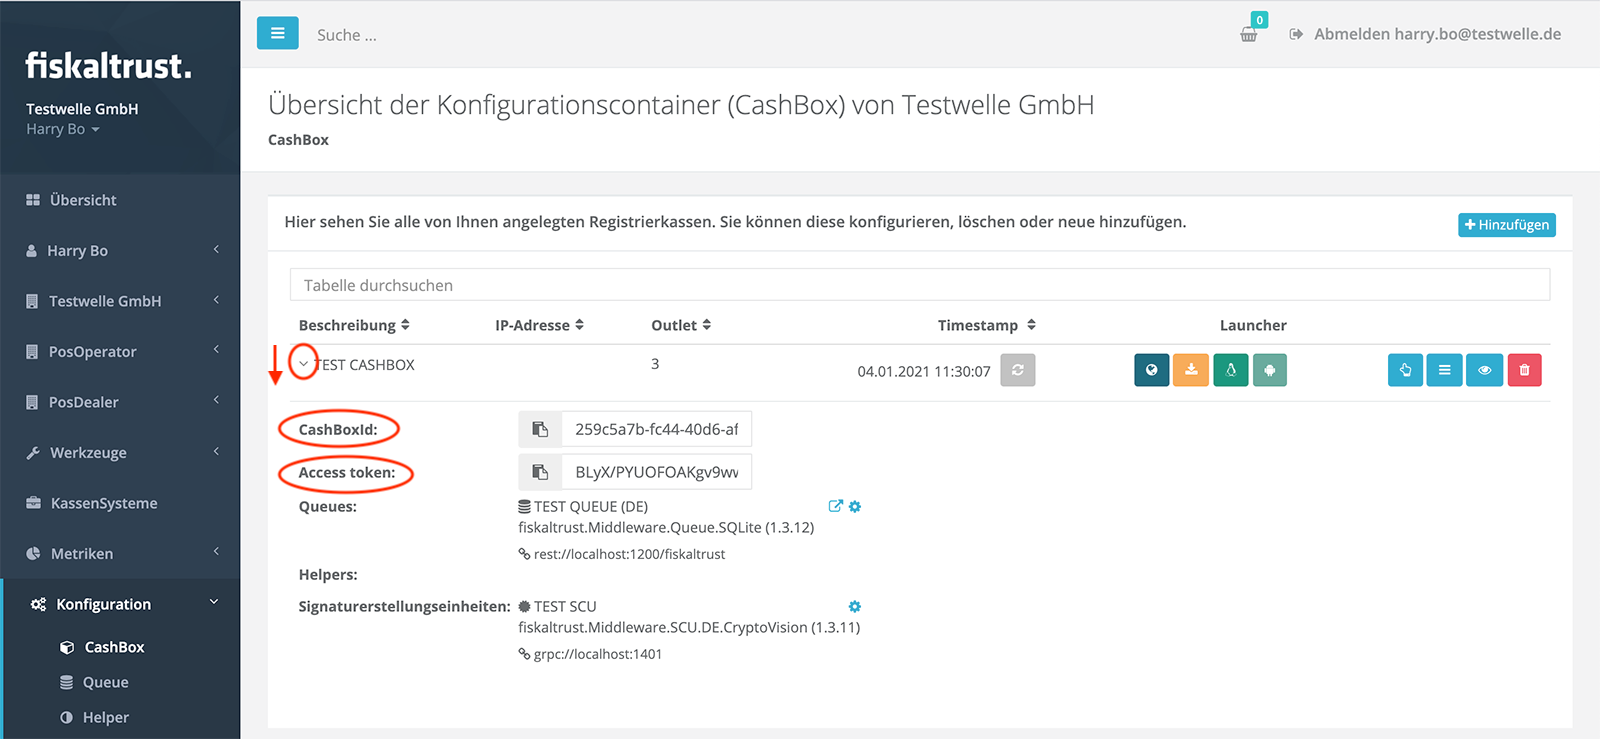 fiskaltrust.
Testwelle GmbH
Harry Bo
Übersicht
Harry Bo
Testwelle GmbH
PosOperator
PosDealer
Werkzeuge
KassenSysteme
Metriken
Konfiguration
CashBox
Queue
Helper
Suche ...
0
Abmelden harry.bo@testwelle.de
Übersicht der Konfigurationscontainer (CashBox) von Testwelle GmbH
CashBox
Hier sehen Sie alle von Ihnen angelegten Registrierkassen. Sie können diese konfigurieren, löschen oder neue hinzufügen.
Hinzufügen
Tabelle durchsuchen
Beschreibung IP-Adresse Outlet Timestamp Launcher
TEST CASHBOX 3 04.01.2021 11:30:07
CashBoxId: 259c5a7b-fc44-40d6-af
Access token: BLyX/PYUOFOAKgv9wv
Queues: TEST QUEUE (DE)
fiskaltrust.Middleware.Queue.SQLite (1.3.12)
rest://localhost:1200/fiskaltrust
Helpers:
Signaturerstellungseinheiten: TEST SCU
fiskaltrust.Middleware.SCU.DE.CryptoVision (1.3.11)
grpc://localhost:1401